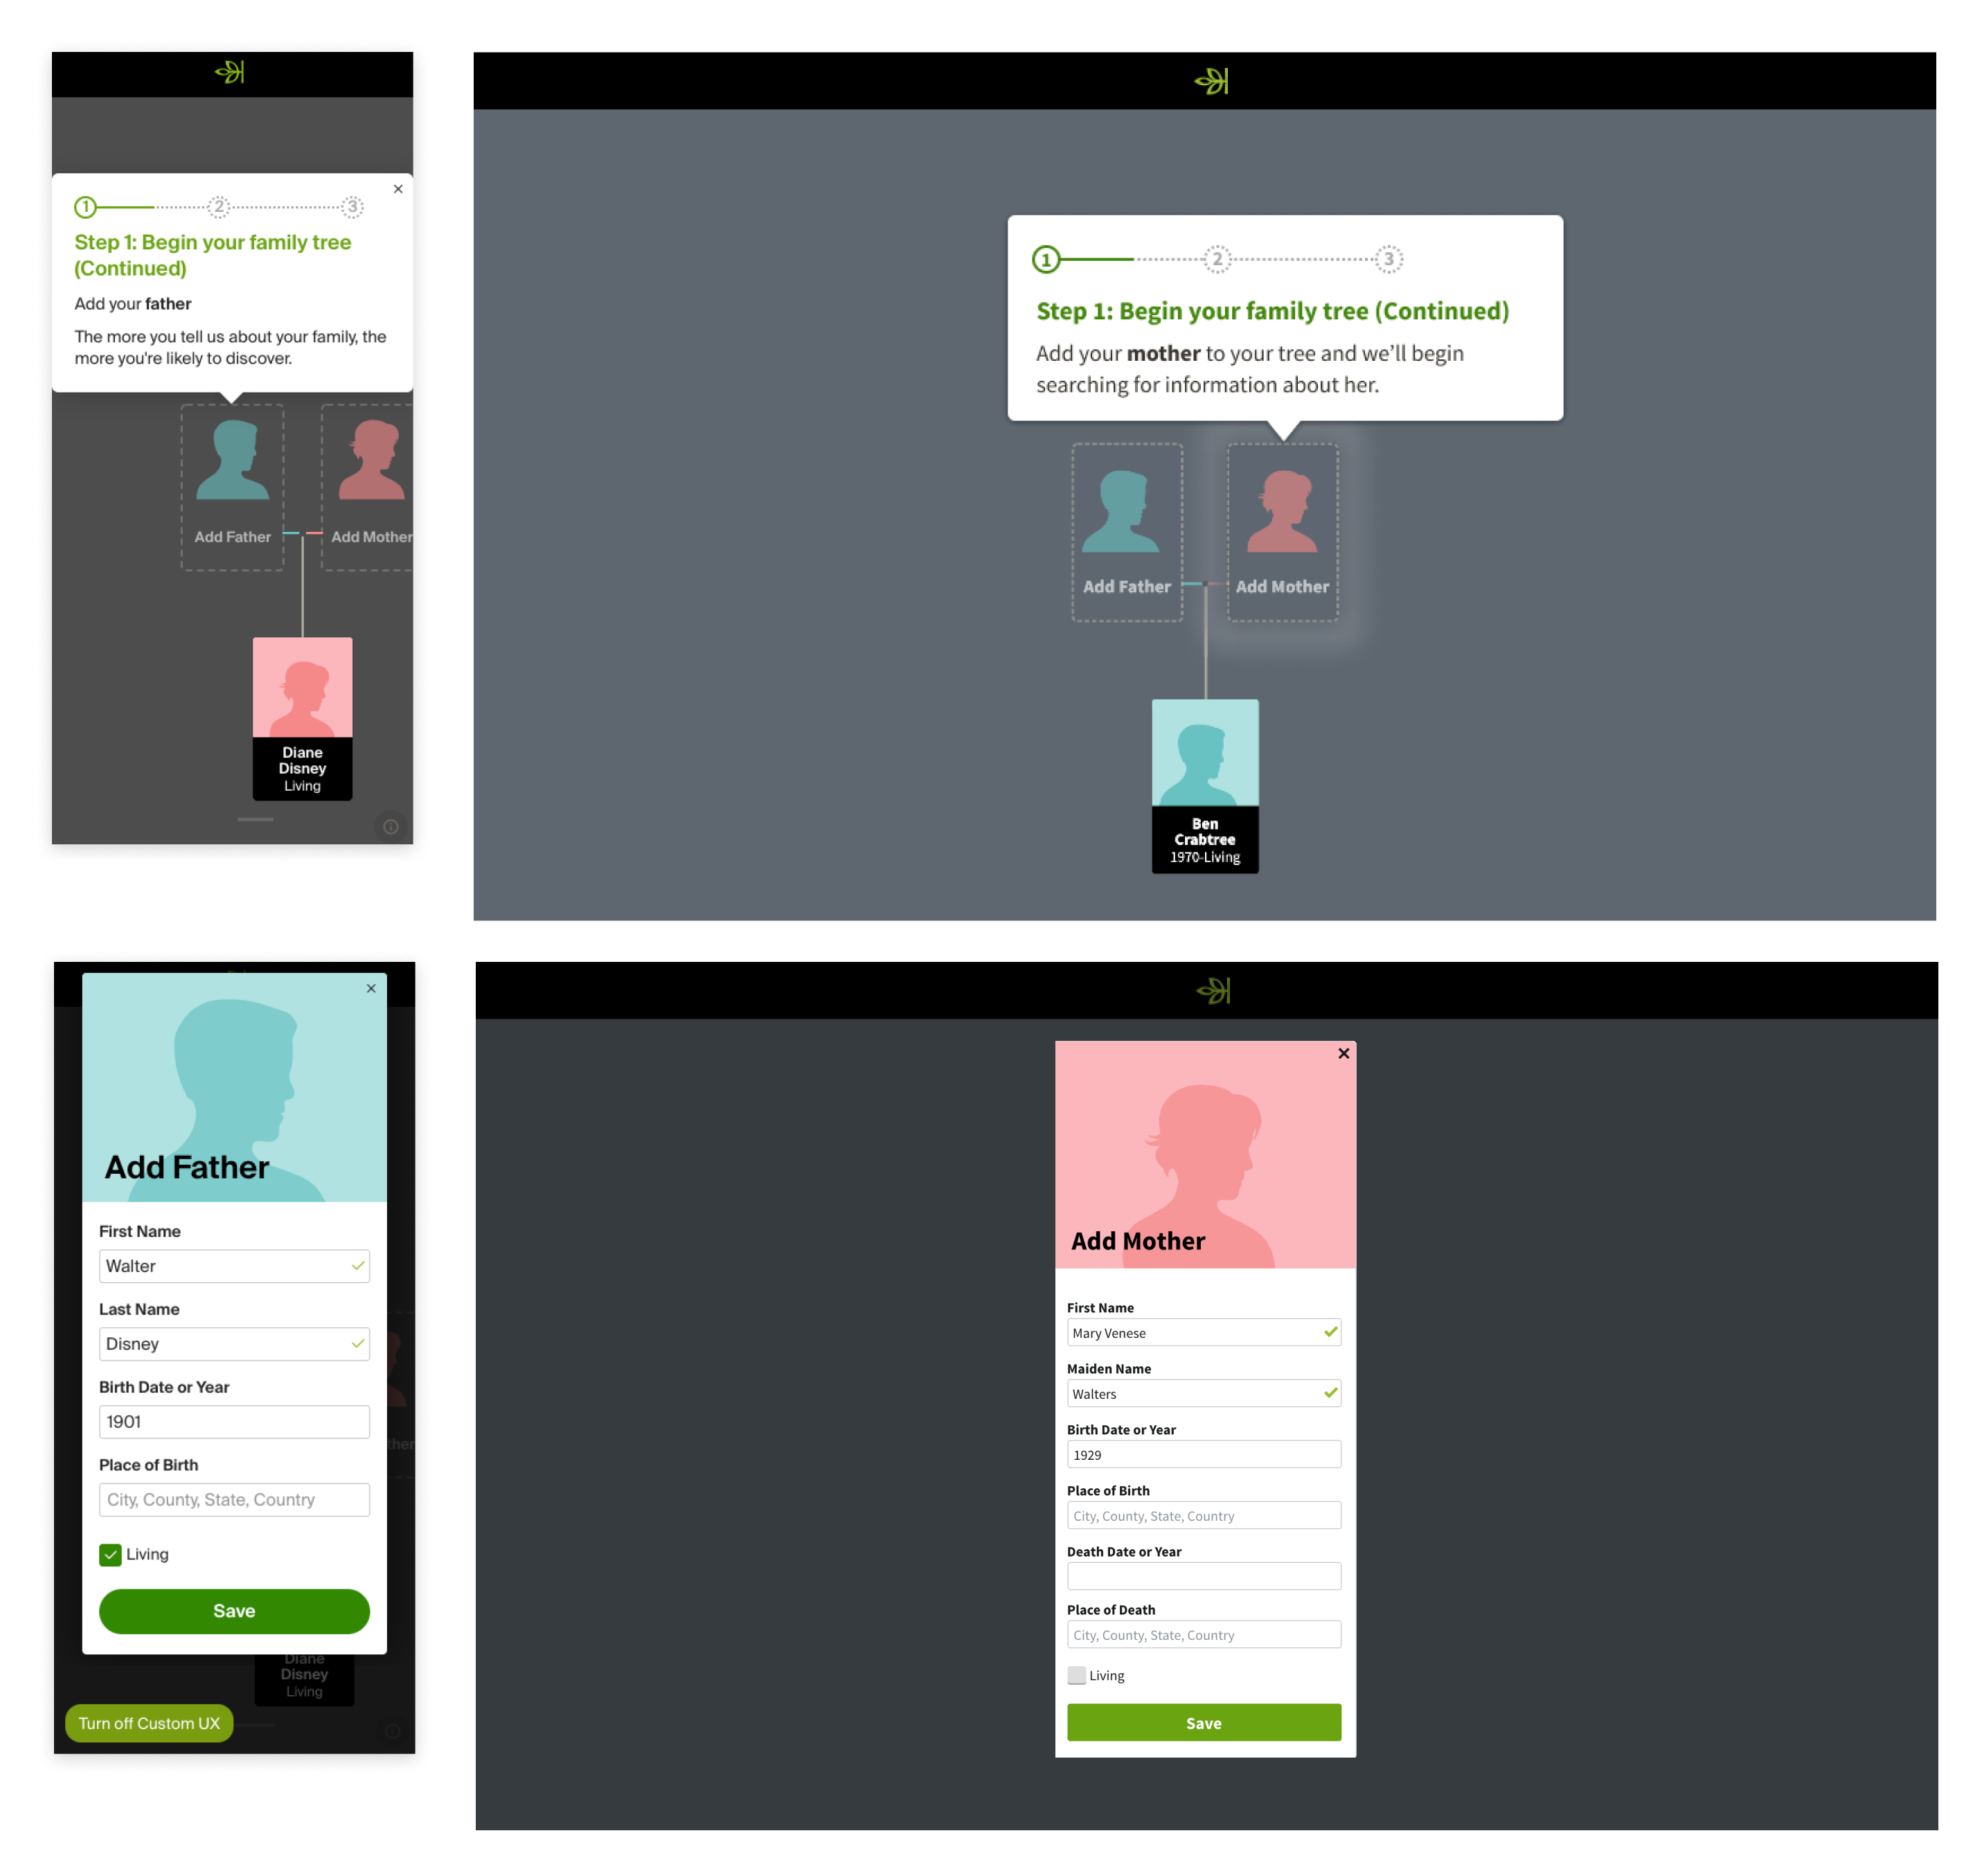 1
2
3
Step 1: Begin your family tree
(Continued)
Add your father
The more you tell us about your family, the
more you're likely to discover.
Add Father
Add Mother
Diane
Disney
Living
1
2
3
Step 1: Begin your family tree (Continued)
Add your mother to your tree and we’ll begin
searching for information about her.
Add Father
Add Mother
Ben
Crabtree
1970-Living
Add Father
First Name
Walter
Last Name
Disney
Birth Date or Year
1901
Place of Birth
City, County, State, Country
Living
Save
ther
Diane
Disney
Living
Turn off Custom UX
Add Mother
First Name
Mary Venese
Maiden Name
Walters
Birth Date or Year
1929
Place of Birth
City, County, State, Country
Death Date or Year
Place of Death
City, County, State, Country
Living
Save